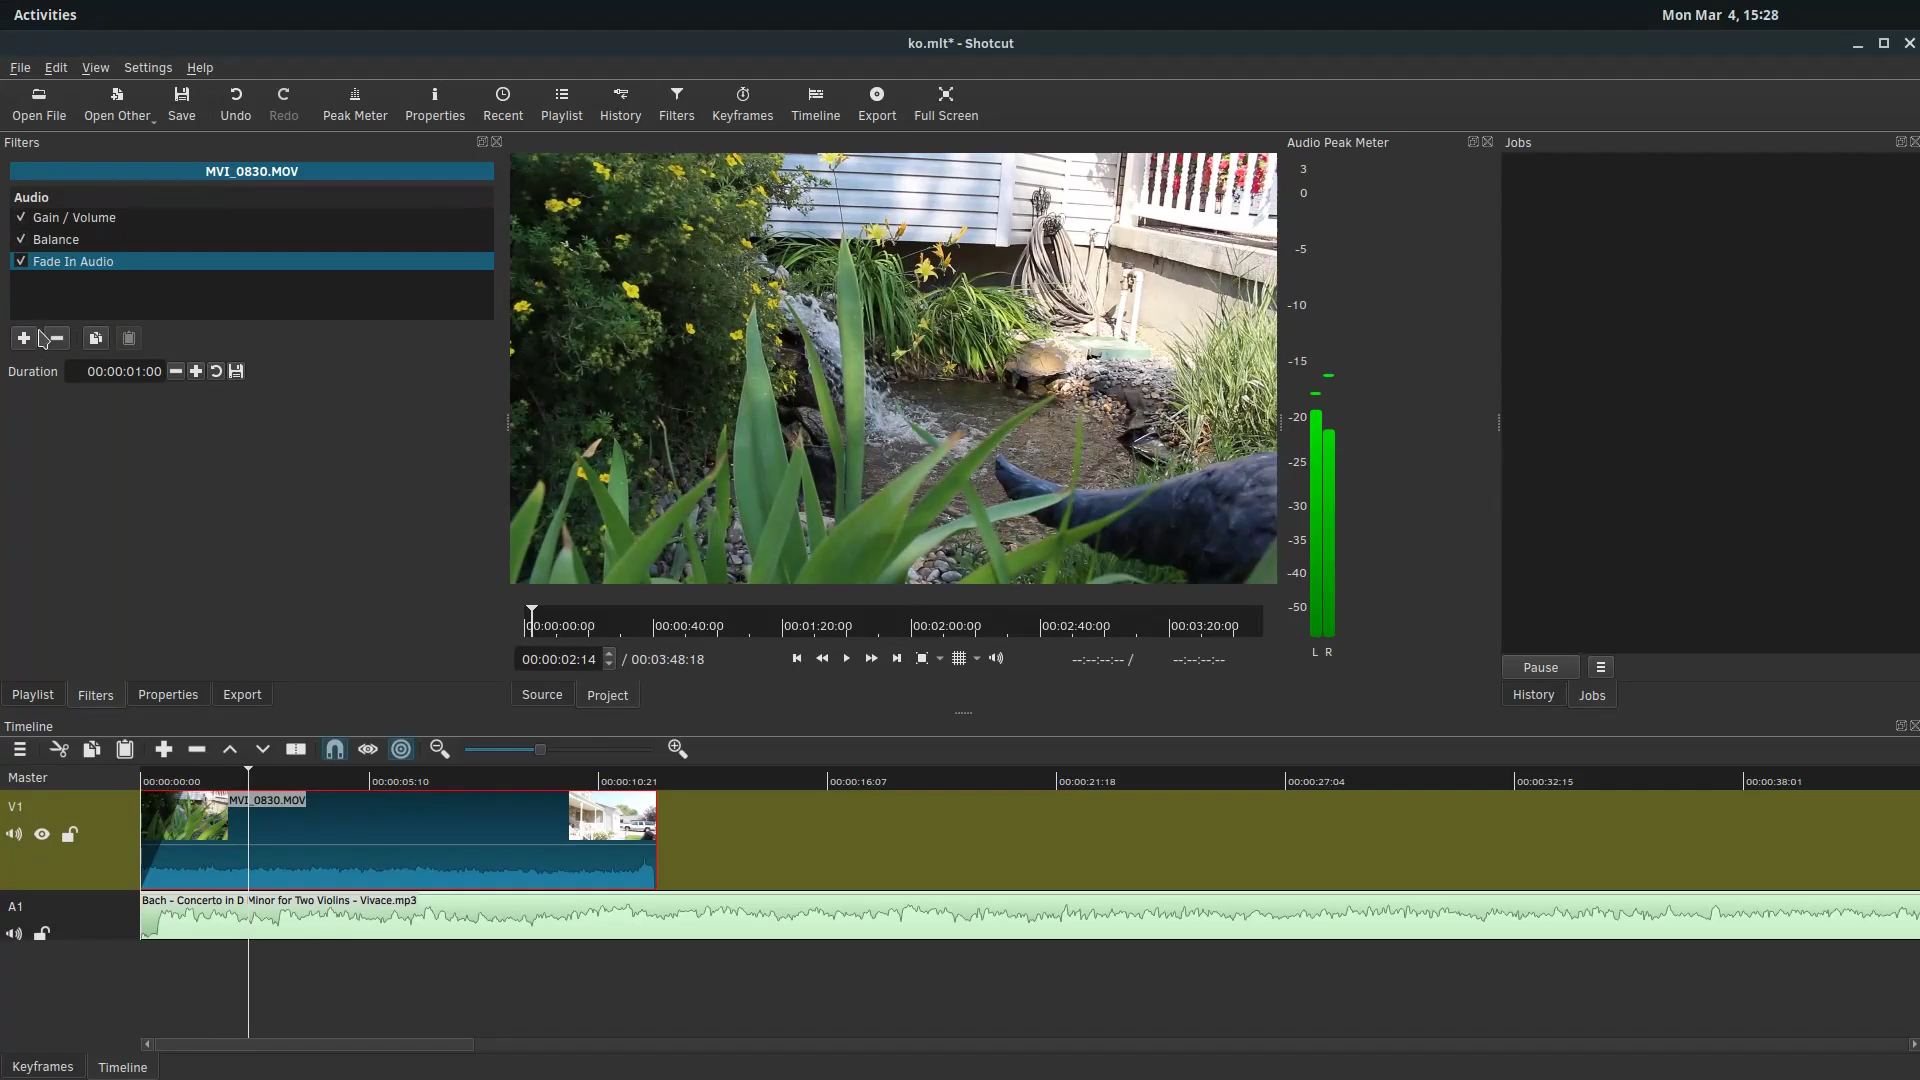 Activities
Mon Mar 4, 15:28
ko.mlt* - Shotcut
File Edit View Settings Help
Open File Open Other Save Undo Redo Peak Meter Properties Recent Playlist History Filters Keyframes Timeline Export Full Screen
Filters
MVI_0830.MOV
Audio
Gain / Volume
Balance
Fade In Audio
Duration 00:00:01:00
Playlist Filters Properties Export
00:00:00:00 00:00:40:00 00:01:20:00 00:02:00:00 00:02:40:00 00:03:20:00
00:00:02:14 / 00:03:48:18 --:--:--:-- / --:--:--:--
Source Project
Audio Peak Meter
3
0
-5
-10
-15
-20
-25
-30
-35
-40
-50
L R
Jobs
Pause
History Jobs
Timeline
Master
00:00:00:00 00:00:05:10 00:00:10:21 00:00:16:07 00:00:21:18 00:00:27:04 00:00:32:15 00:00:38:01
V1
MVI_0830.MOV
A1
Bach - Concerto in D Minor for Two Violins - Vivace.mp3
Keyframes Timeline